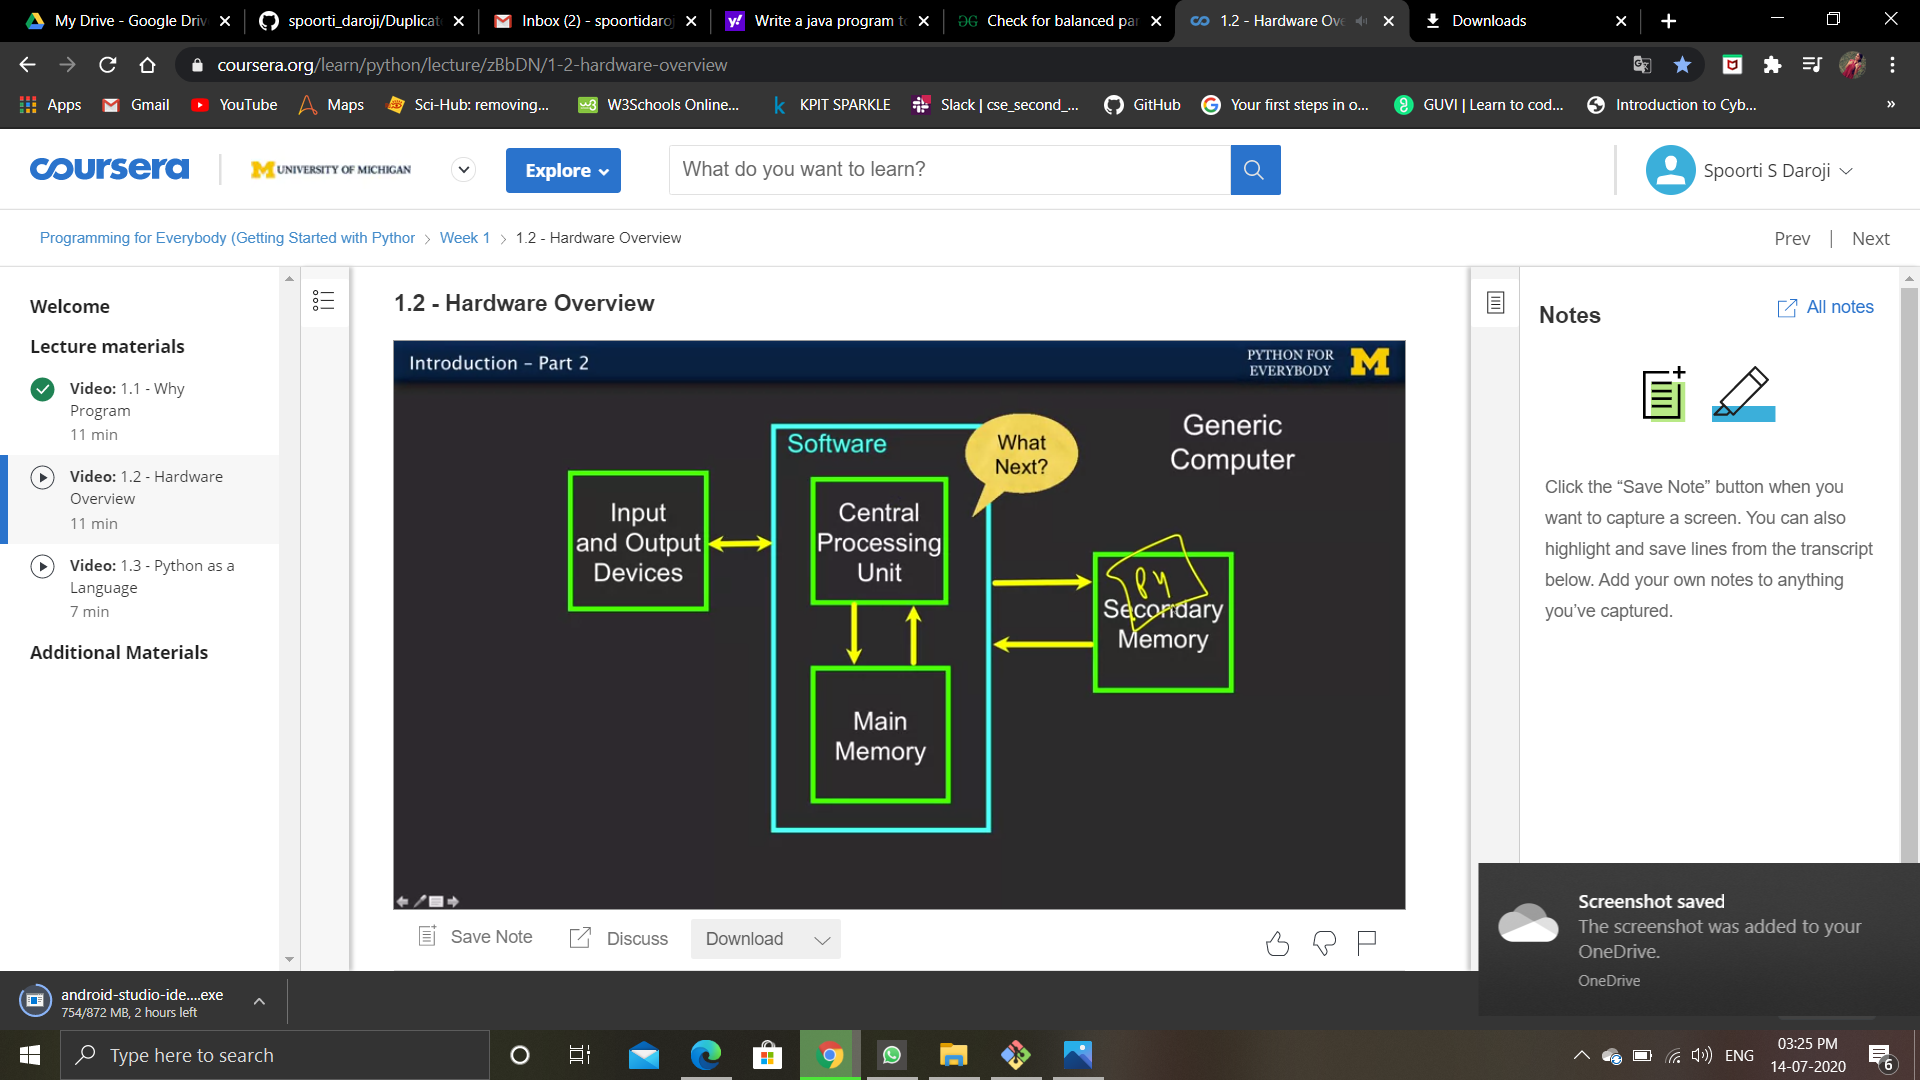 My Drive - Google Driv
spoorti_daroji/Duplicat
Inbox (2) - spoortidaroj
Write a java program t
Check for balanced par
1.2 - Hardware Ove
Downloads
coursera.org/learn/python/lecture/zBbDN/1-2-hardware-overview
Apps
Gmail
YouTube
Maps
Sci-Hub: removing...
W3Schools Online...
KPIT SPARKLE
Slack | cse_second_...
GitHub
Your first steps in o...
GUVI | Learn to cod...
Introduction to Cyb...
»
coursera
M UNIVERSITY OF MICHIGAN
Explore
What do you want to learn?
Spoorti S Daroji
Programming for Everybody (Getting Started with Python
Week 1
1.2 - Hardware Overview
Prev | Next
Welcome
Lecture materials
Video: 1.1 - Why
Program
11 min
Video: 1.2 - Hardware
Overview
11 min
Video: 1.3 - Python as a
Language
7 min
Additional Materials
1.2 - Hardware Overview
Introduction – Part 2
PYTHON FOR
EVERYBODY
M
Generic
Computer
Software
What
Next?
Input
and Output
Devices
Central
Processing
Unit
PY
Secondary
Memory
Main
Memory
Save Note
Discuss
Download
Notes
All notes
Click the “Save Note” button when you
want to capture a screen. You can also
highlight and save lines from the transcript
below. Add your own notes to anything
you’ve captured.
Screenshot saved
The screenshot was added to your
OneDrive.
OneDrive
android-studio-ide....exe
754/872 MB, 2 hours left
Type here to search
ENG
03:25 PM
14-07-2020
6